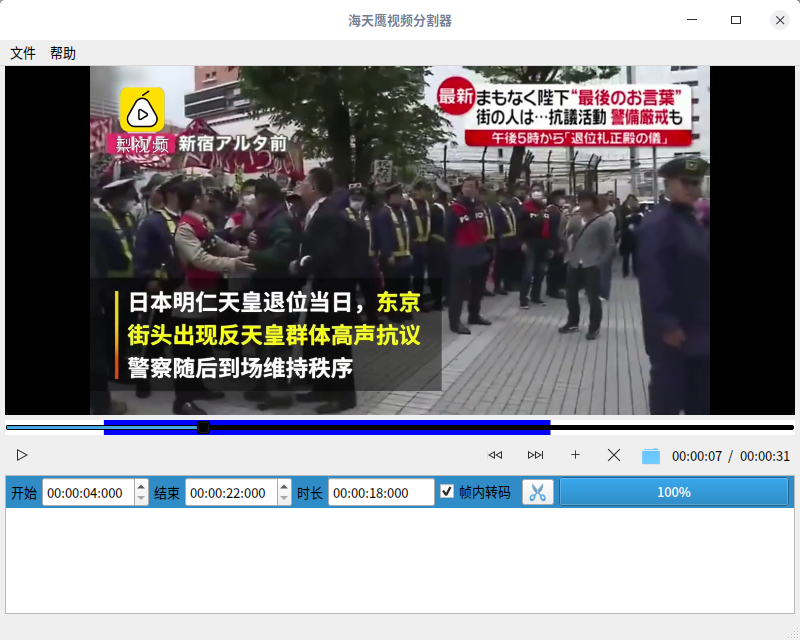 海天鹰视频分割器
文件 帮助
最新 まもなく陛下“最後のお言葉”
街の人は…抗議活動 警備厳戒も
午後5時から「退位礼正殿の儀」
梨视频 新宿アルタ前
日本明仁天皇退位当日，东京
街头出现反天皇群体高声抗议
警察随后到场维持秩序
00:00:07 / 00:00:31
开始 00:00:04:000 结束 00:00:22:000 时长 00:00:18:000 帧内转码 100%